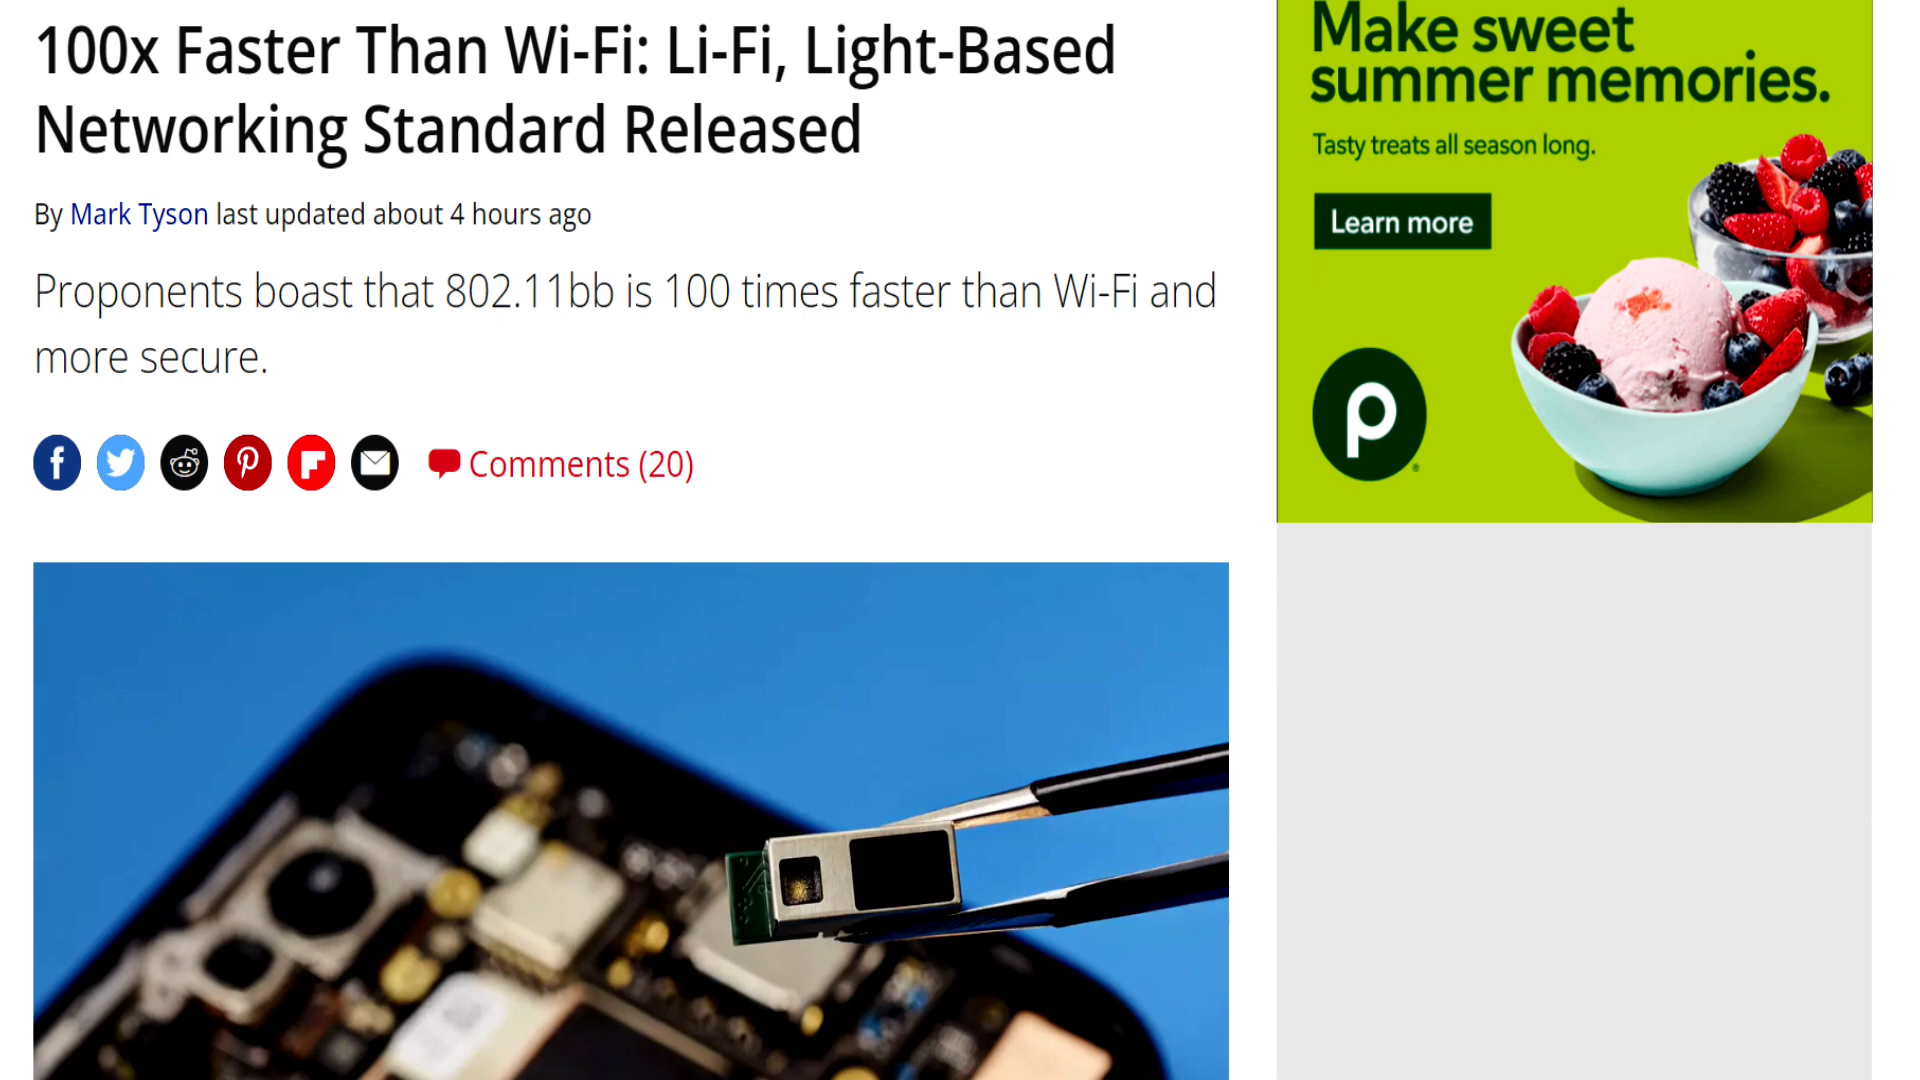 100x Faster Than Wi-Fi: Li-Fi, Light-Based
Networking Standard Released
By Mark Tyson last updated about 4 hours ago
Proponents boast that 802.11bb is 100 times faster than Wi-Fi and
more secure.
Comments (20)
Make sweet
summer memories.
Tasty treats all season long.
Learn more